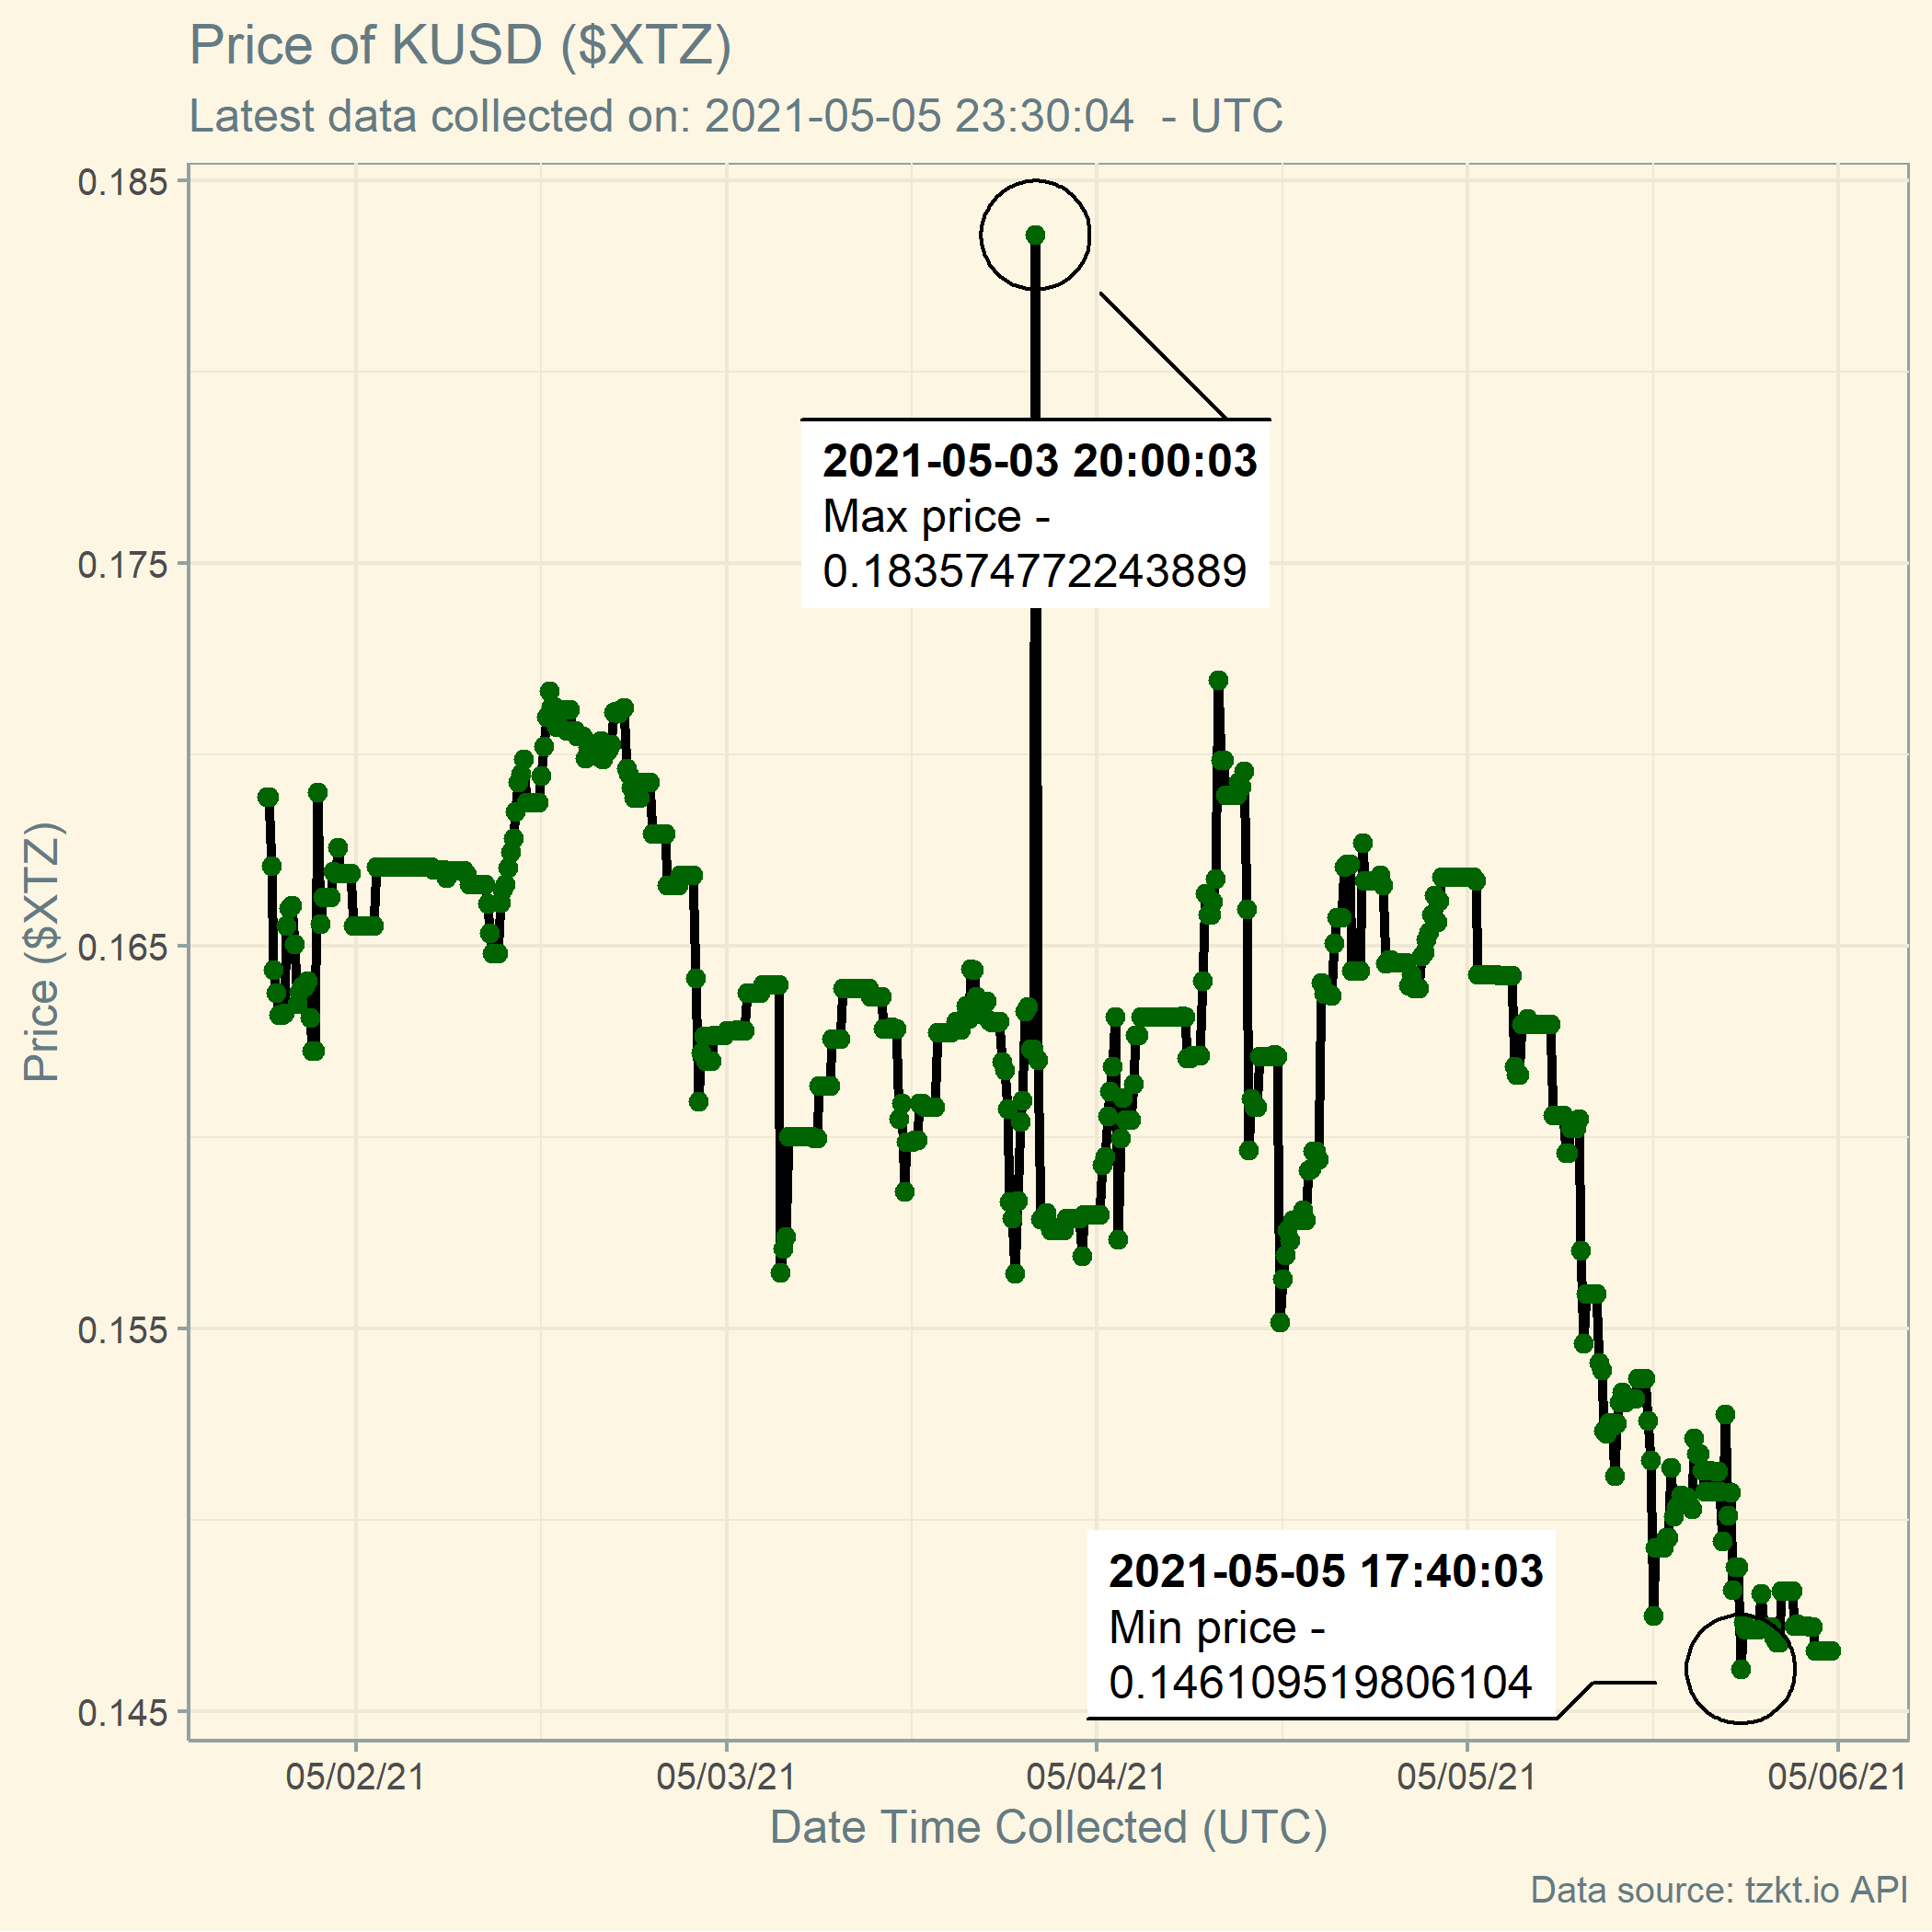 Price of KUSD ($XTZ)
Latest data collected on: 2021-05-05 23:30:04  - UTC
0.185
0.175
0.165
0.155
0.145
Price ($XTZ)
2021-05-03 20:00:03
Max price -
0.183574772243889
2021-05-05 17:40:03
Min price -
0.146109519806104
05/02/21 05/03/21 05/04/21 05/05/21 05/06/21
Date Time Collected (UTC)
Data source: tzkt.io API